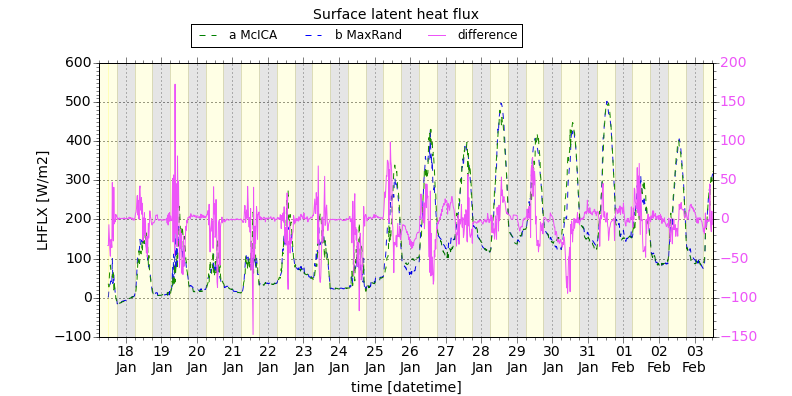 Surface latent heat flux
a McICA b MaxRand difference
600 200
500 150
400 100
300 50
200 0
100 −50
0 −100
−100 −150
LHFLX [W/m2]
18 19 20 21 22 23 24 25 26 27 28 29 30 31 01 02 03
Jan Jan Jan Jan Jan Jan Jan Jan Jan Jan Jan Jan Jan Jan Feb Feb Feb
time [datetime]